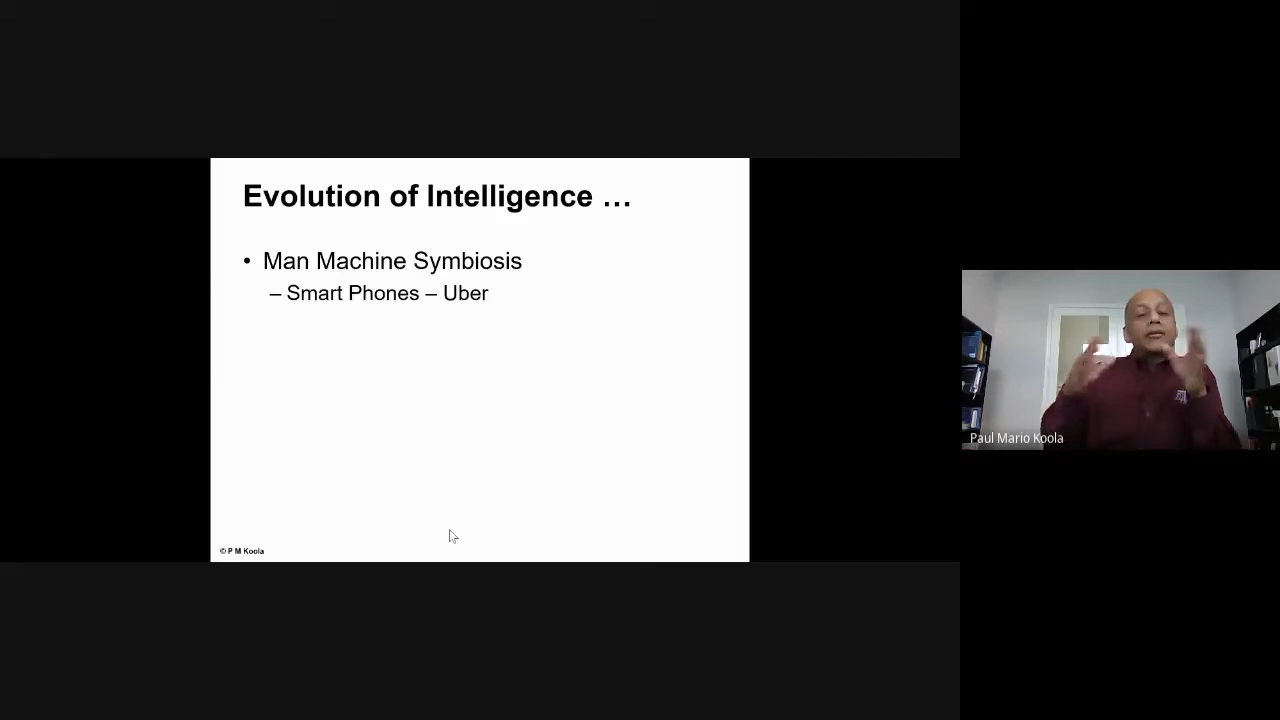 Evolution of Intelligence …
• Man Machine Symbiosis
– Smart Phones – Uber
© P M Koola
Paul Mario Koola